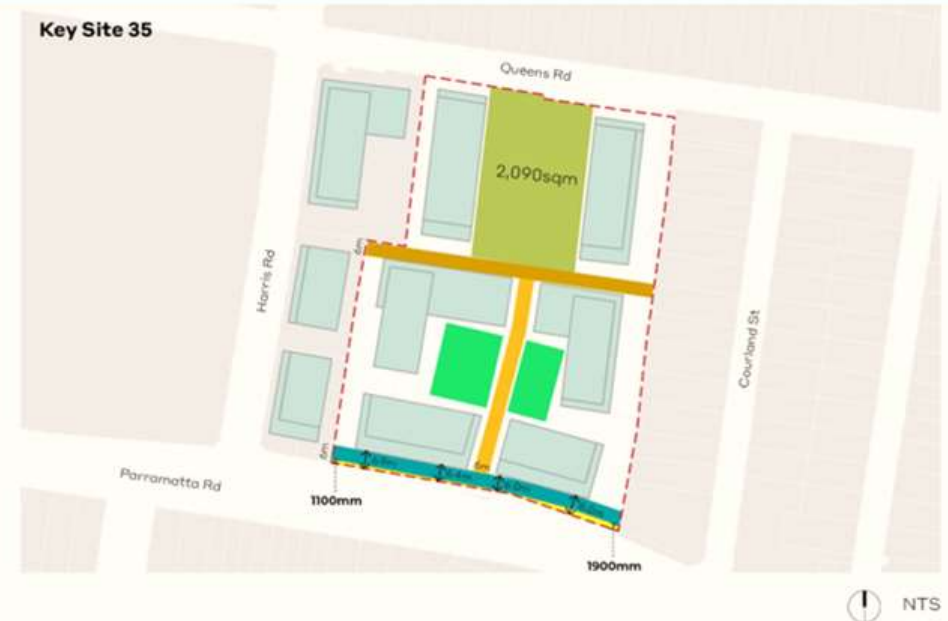 Key Site 35
Queens Rd
2,090sqm
6m
Harris Rd
Courland St
6m
6m
Parramatta Rd
1100mm
1900mm
NTS